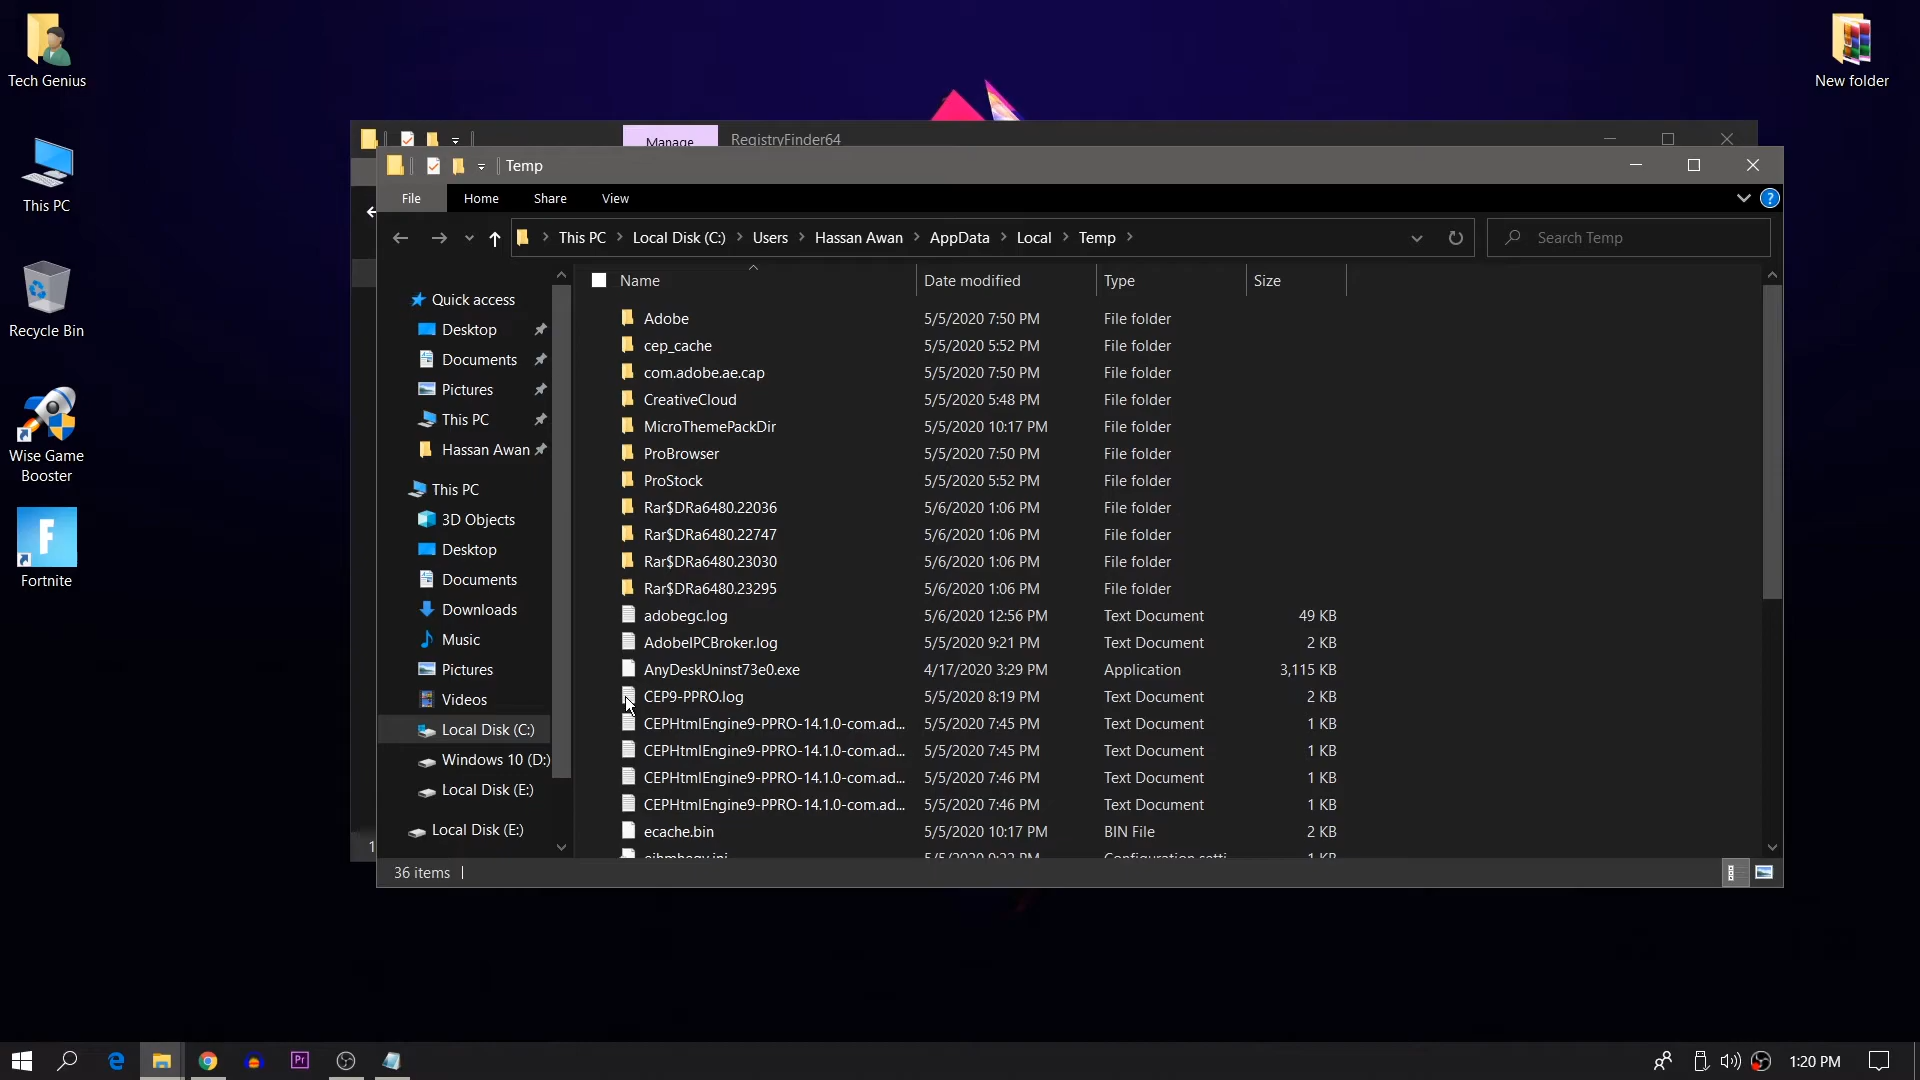 Tech Genius
This PC
Recycle Bin
Wise Game
Booster
Fortnite
New folder
Manage
RegistryFinder64
Temp
File
Home
Share
View
This PC
Local Disk (C:)
Users
Hassan Awan
AppData
Local
Temp
Search Temp
Name
Date modified
Type
Size
Quick access
Desktop
Documents
Pictures
This PC
Hassan Awan
This PC
3D Objects
Desktop
Documents
Downloads
Music
Pictures
Videos
Local Disk (C:)
Windows 10 (D:)
Local Disk (E:)
Local Disk (E:)
Adobe 5/5/2020 7:50 PM File folder
cep_cache 5/5/2020 5:52 PM File folder
com.adobe.ae.cap 5/5/2020 7:50 PM File folder
CreativeCloud 5/5/2020 5:48 PM File folder
MicroThemePackDir 5/5/2020 10:17 PM File folder
ProBrowser 5/5/2020 7:50 PM File folder
ProStock 5/5/2020 5:52 PM File folder
Rar$DRa6480.22036 5/6/2020 1:06 PM File folder
Rar$DRa6480.22747 5/6/2020 1:06 PM File folder
Rar$DRa6480.23030 5/6/2020 1:06 PM File folder
Rar$DRa6480.23295 5/6/2020 1:06 PM File folder
adobegc.log 5/6/2020 12:56 PM Text Document 49 KB
AdobeIPCBroker.log 5/5/2020 9:21 PM Text Document 2 KB
AnyDeskUninst73e0.exe 4/17/2020 3:29 PM Application 3,115 KB
CEP9-PPRO.log 5/5/2020 8:19 PM Text Document 2 KB
CEPHtmlEngine9-PPRO-14.1.0-com.ad... 5/5/2020 7:45 PM Text Document 1 KB
CEPHtmlEngine9-PPRO-14.1.0-com.ad... 5/5/2020 7:45 PM Text Document 1 KB
CEPHtmlEngine9-PPRO-14.1.0-com.ad... 5/5/2020 7:46 PM Text Document 1 KB
CEPHtmlEngine9-PPRO-14.1.0-com.ad... 5/5/2020 7:46 PM Text Document 1 KB
ecache.bin 5/5/2020 10:17 PM BIN File 2 KB
1
36 items
Pr
1:20 PM